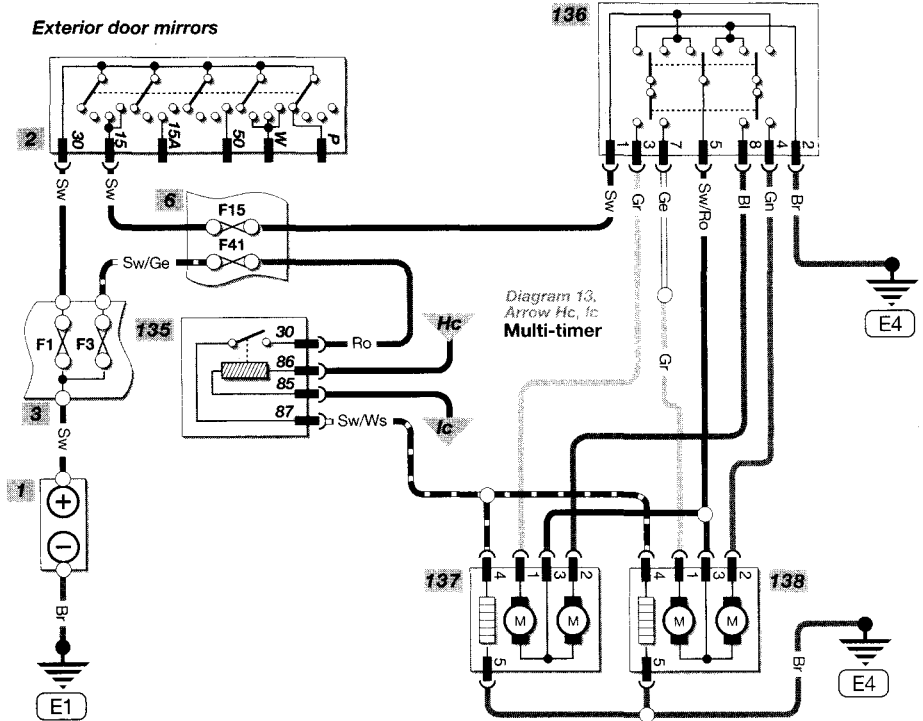 Exterior door mirrors
136
2
30
15
15A
50
W
P
1
3
7
5
8
4
2
Sw
Sw
6
F15
F41
Sw/Ge
Sw
Gr
Ge
Sw/Ro
Bl
Gn
Br
E4
F1
F3
135
30
86
85
87
Ro
Hc
Ic
Diagram 13,
Arrow Hc, Ic
Multi-timer
Gr
3
Sw
Sw/Ws
1
+
−
Br
E1
137
4
1
3
2
M
M
5
4
1
3
2
138
M
M
5
Br
E4